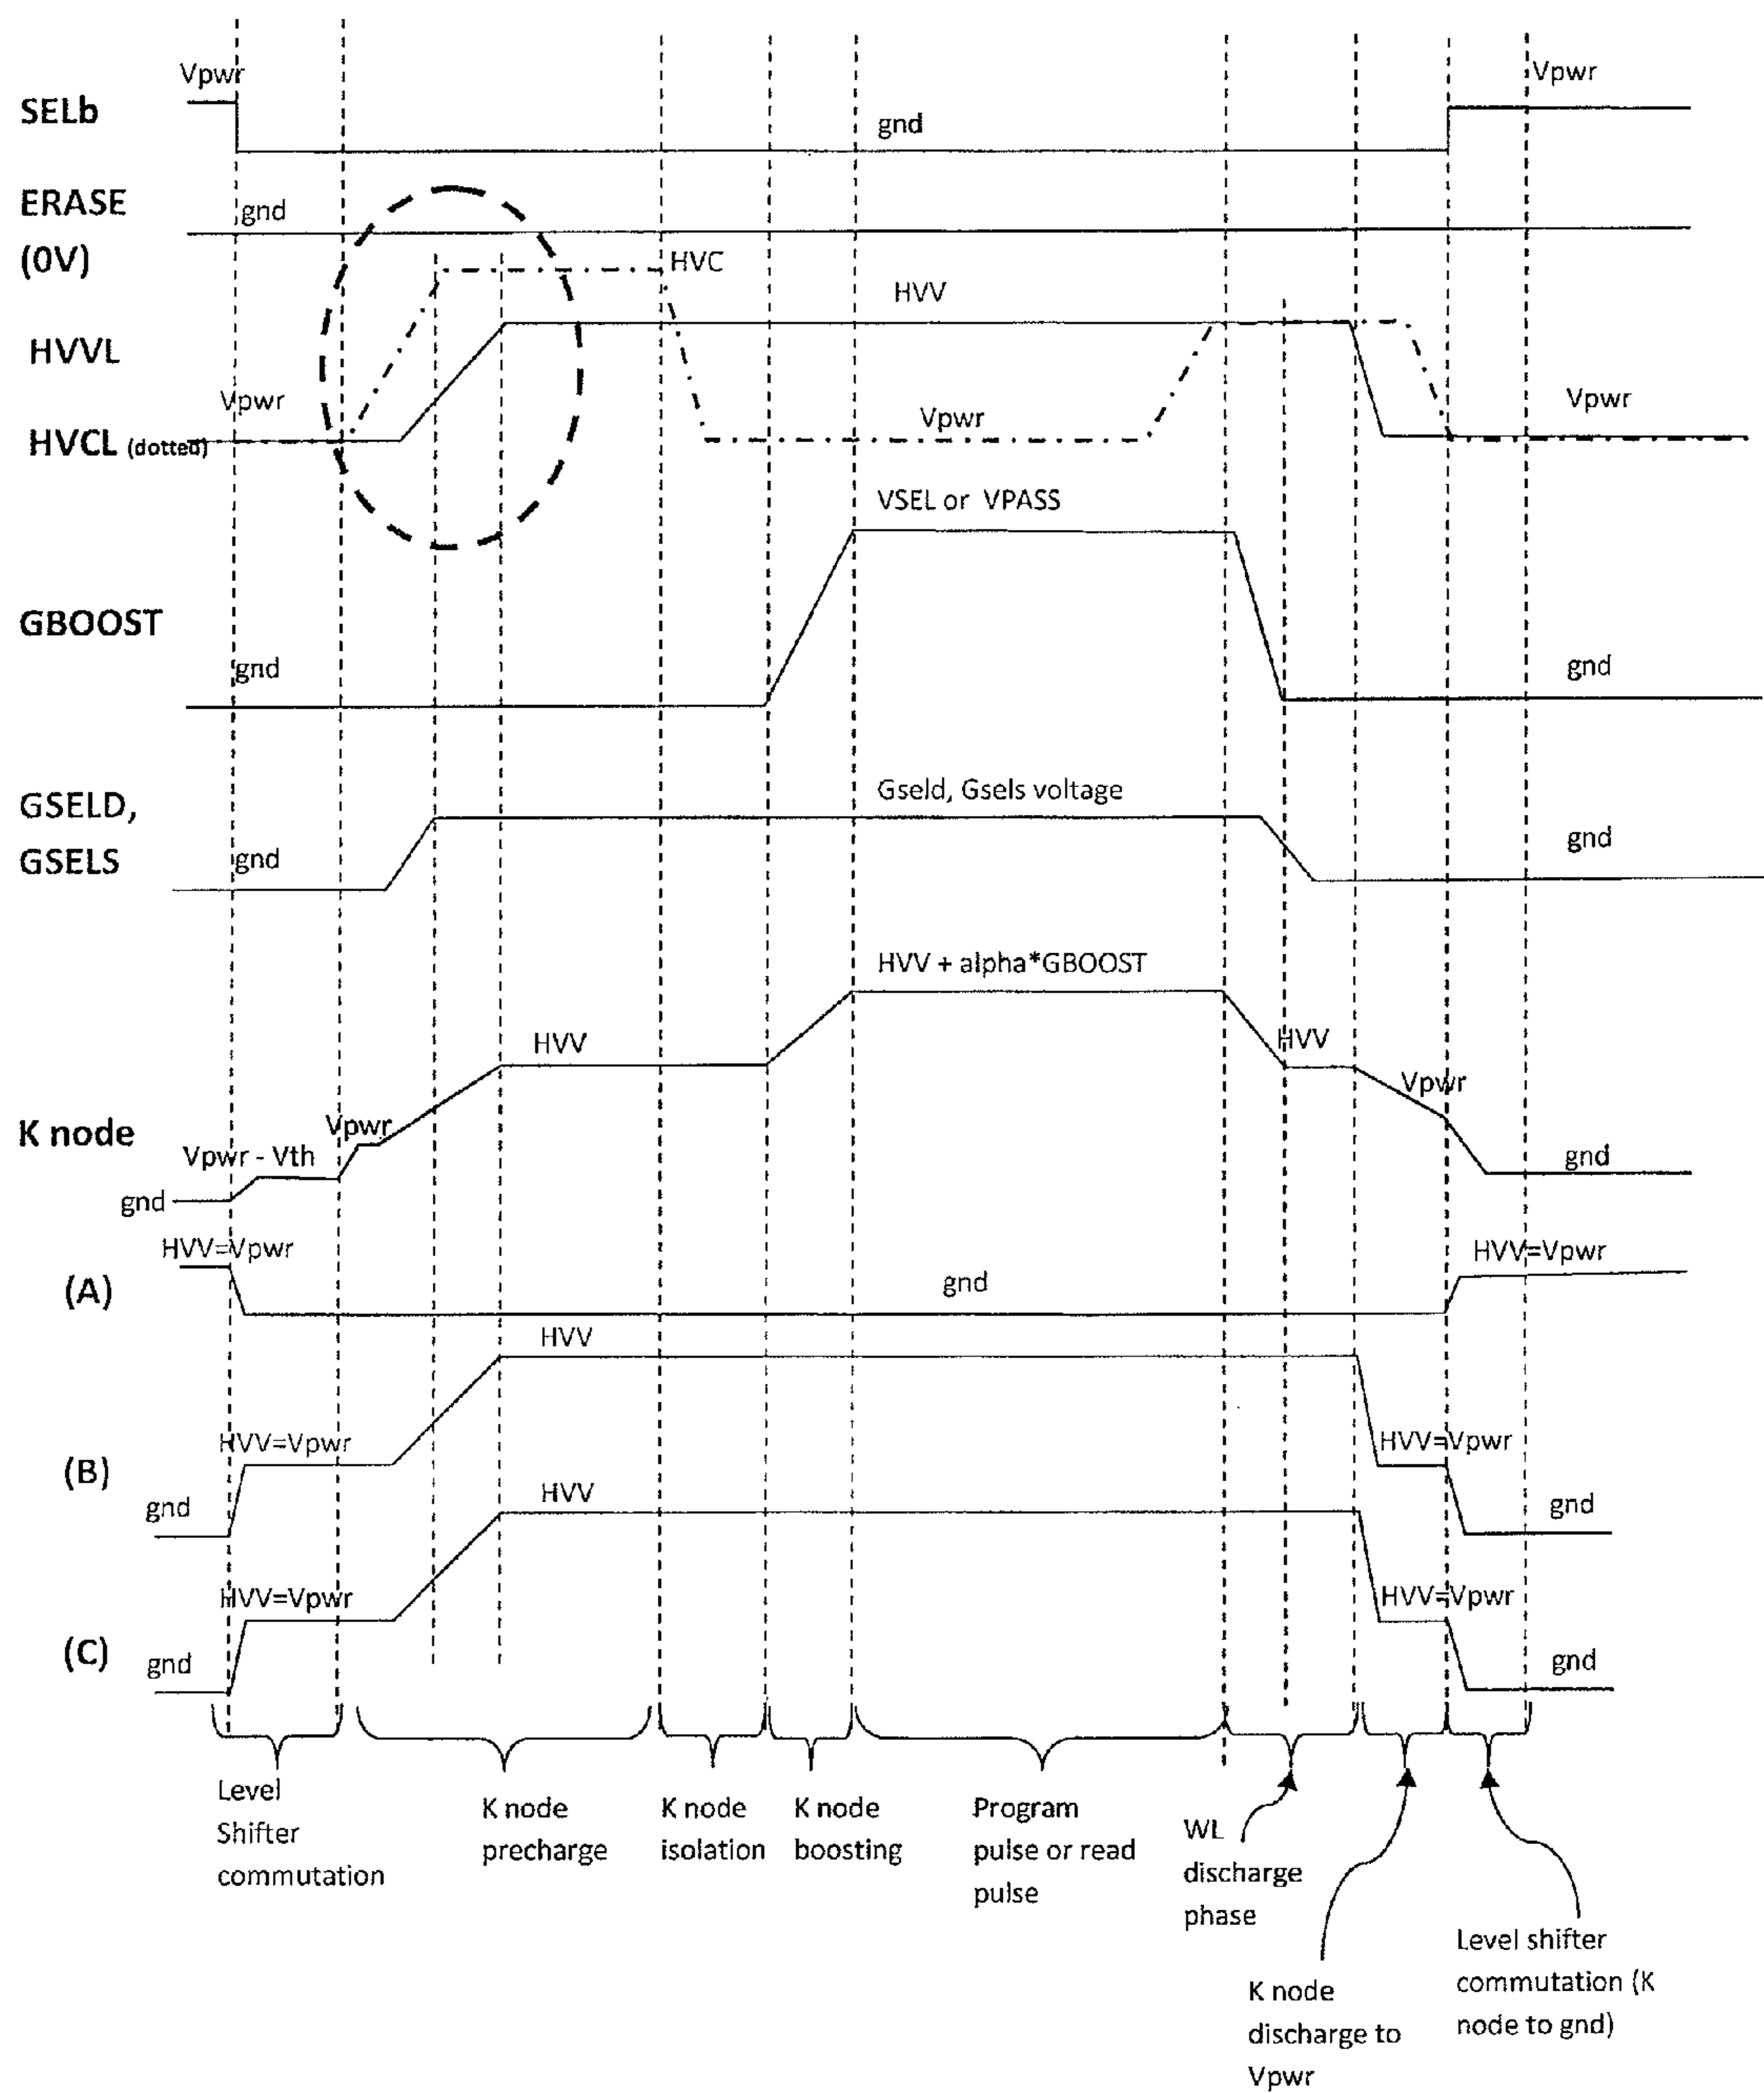 Vpwr
Vpwr
SELb
gnd
ERASE
gnd
(0V)
HVC
HVV
HVVL
Vpwr
Vpwr
Vpwr
HVCL (dotted)
VSEL or VPASS
GBOOST
gnd
gnd
Gseld, Gsels voltage
GSELD,
gnd
GSELS
gnd
HVV + alpha*GBOOST
HVV
HVV
Vpwr
Vpwr
K node
Vpwr - Vth
gnd
gnd
HVV=Vpwr
HVV=Vpwr
(A)
gnd
HVV
HVV=Vpwr
HVV=Vpwr
(B)
HVV
gnd
gnd
HVV=Vpwr
HVV=Vpwr
(C)
gnd
gnd
Level
Shifter
commutation
K node
precharge
K node
isolation
K node
boosting
Program
pulse or read
pulse
WL
discharge
phase
K node
discharge to
Vpwr
Level shifter
commutation (K
node to gnd)